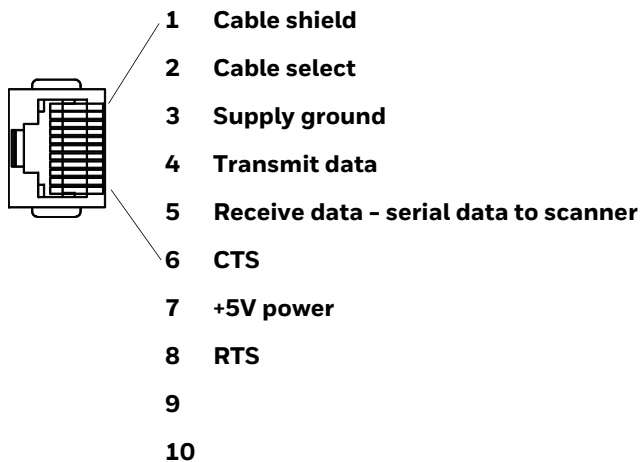 1 Cable shield
2 Cable select
3 Supply ground
4 Transmit data
5 Receive data - serial data to scanner
6 CTS
7 +5V power
8 RTS
9
10